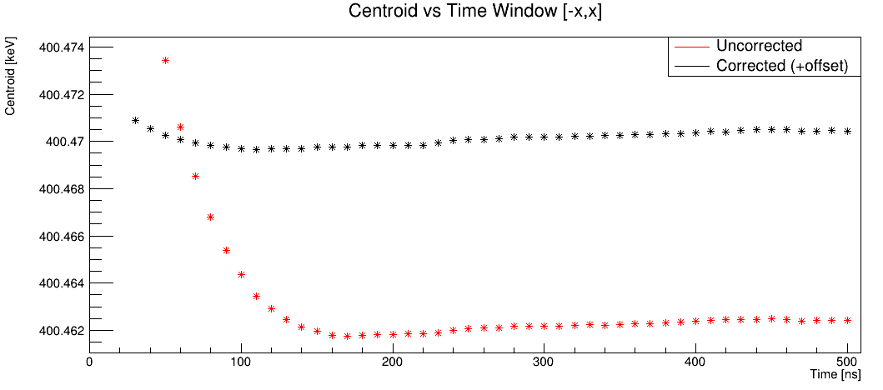 Centroid vs Time Window [-x,x]
Centroid [keV]
Uncorrected
Corrected (+offset)
400.474
400.472
400.47
400.468
400.466
400.464
400.462
0 100 200 300 400 500
Time [ns]